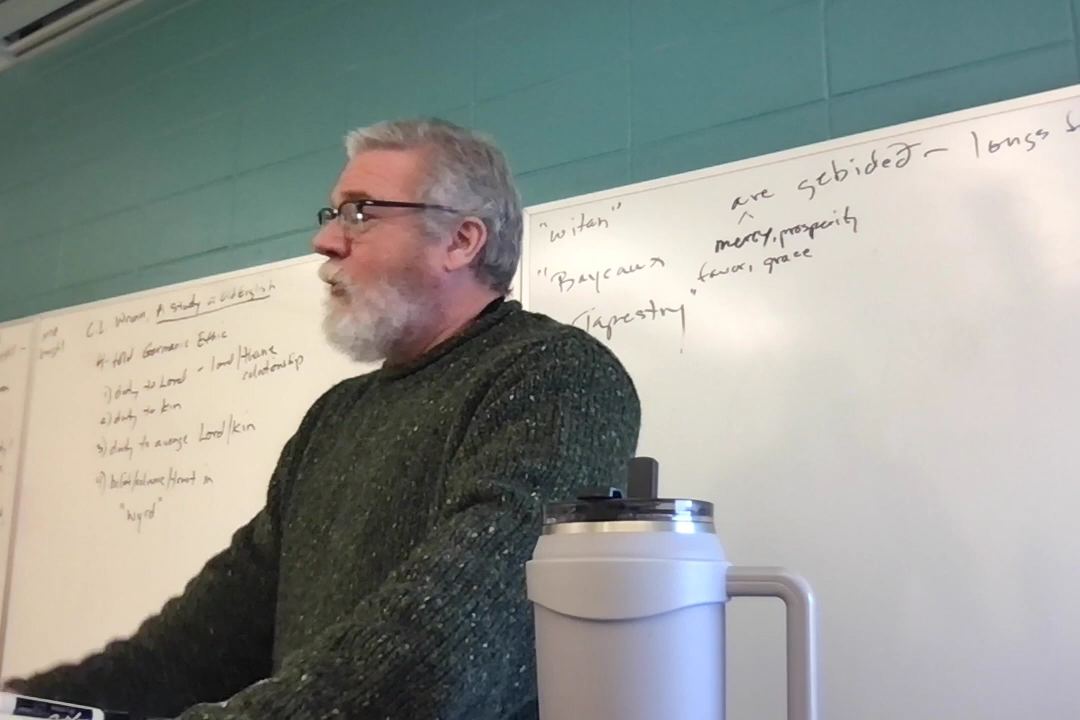 C.L. Wrenn, A Study of Old English
4-fold Germanic Ethic
1) duty to Lord - lord/thane
relationship
2) duty to kin
3) duty to avenge Lord/kin
4) in
"wyrd"
"witan"
"Bayeaux
Tapestry"
are gebideð - longs
^
mercy, prosperity
favor, grace